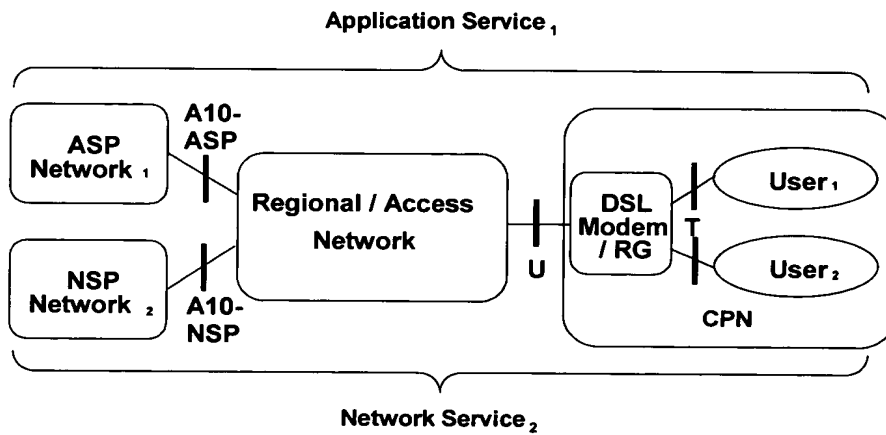 Application Service 1
A10-
ASP
ASP
Network 1
Regional / Access
Network
NSP
Network 2
A10-
NSP
U
DSL
Modem
/ RG
T
User 1
User 2
CPN
Network Service 2